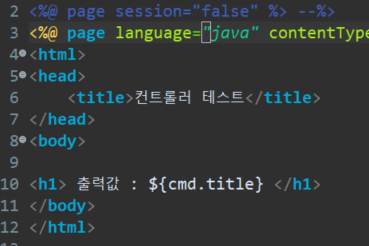 2 <%@ page session="false" %> --%>
3 <%@ page language="java" contentType
4 <html>
5 <head>
6 <title>컨트롤러 테스트</title>
7 </head>
8 <body>
9
10 <h1> 출력값 : ${cmd.title} </h1>
11 </body>
12 </html>